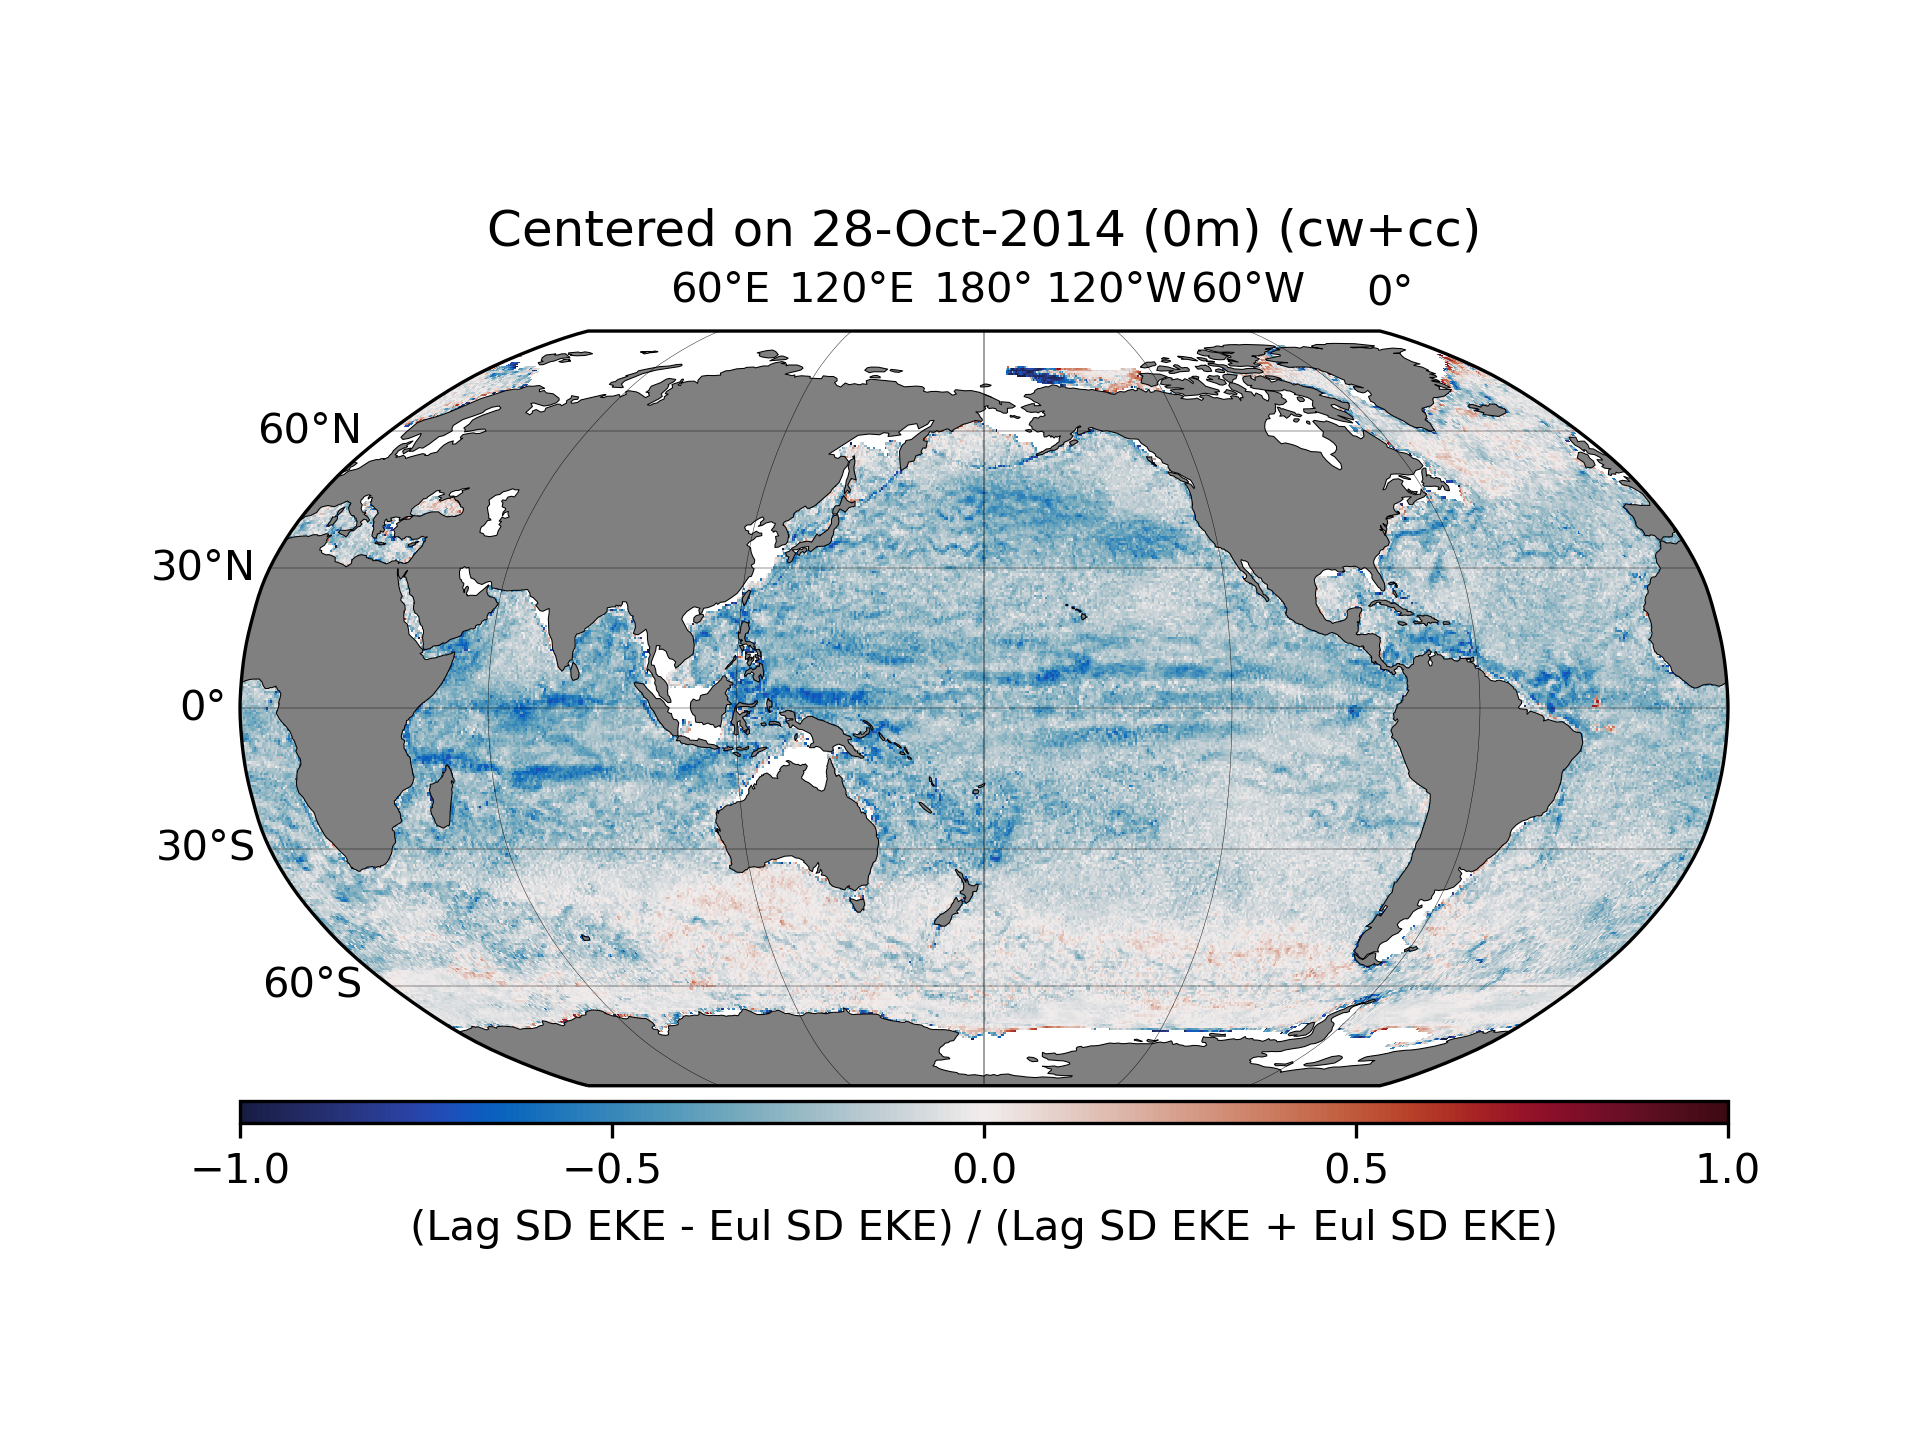 Centered on 28-Oct-2014 (0m) (cw+cc)
60°E 120°E 180° 120°W 60°W 0°
60°N
30°N
0°
30°S
60°S
−1.0 −0.5 0.0 0.5 1.0
(Lag SD EKE - Eul SD EKE) / (Lag SD EKE + Eul SD EKE)